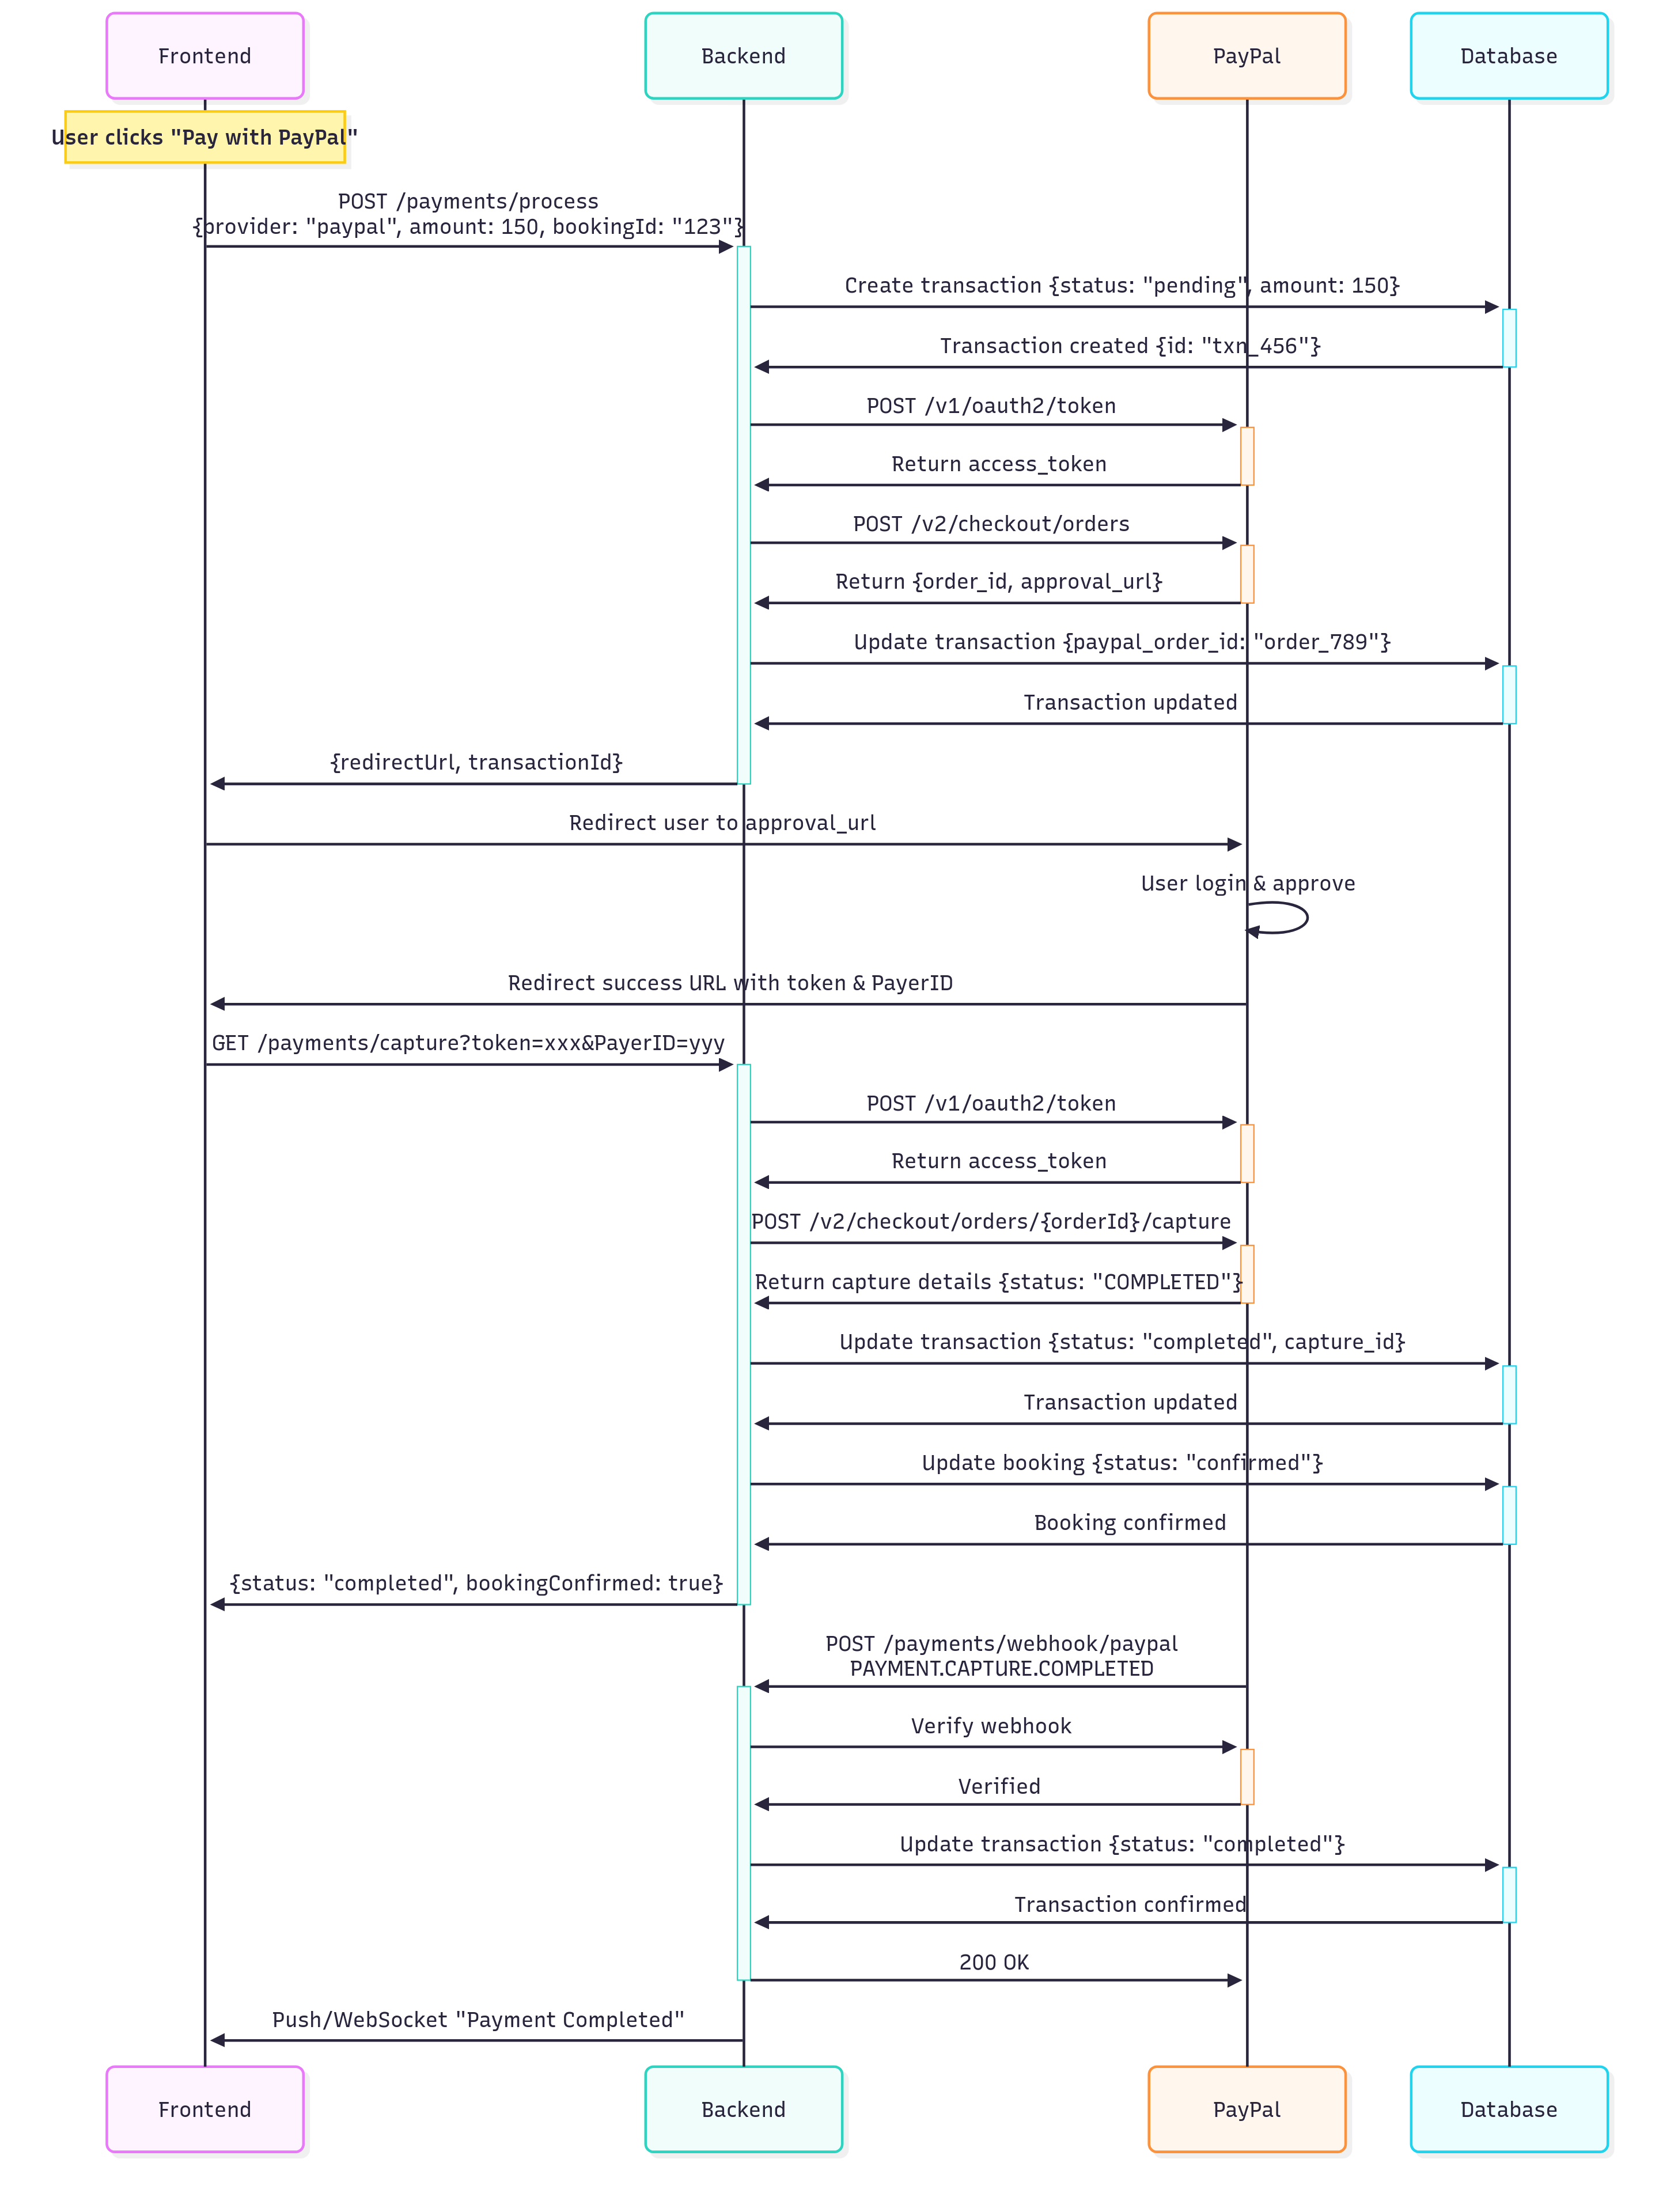 Frontend
Backend
PayPal
Database
User clicks "Pay with PayPal"
POST /payments/process
{provider: "paypal", amount: 150, bookingId: "123"}
Create transaction {status: "pending", amount: 150}
Transaction created {id: "txn_456"}
POST /v1/oauth2/token
Return access_token
POST /v2/checkout/orders
Return {order_id, approval_url}
Update transaction {paypal_order_id: "order_789"}
Transaction updated
{redirectUrl, transactionId}
Redirect user to approval_url
User login & approve
Redirect success URL with token & PayerID
GET /payments/capture?token=xxx&PayerID=yyy
POST /v1/oauth2/token
Return access_token
POST /v2/checkout/orders/{orderId}/capture
Return capture details {status: "COMPLETED"}
Update transaction {status: "completed", capture_id}
Transaction updated
Update booking {status: "confirmed"}
Booking confirmed
{status: "completed", bookingConfirmed: true}
POST /payments/webhook/paypal
PAYMENT.CAPTURE.COMPLETED
Verify webhook
Verified
Update transaction {status: "completed"}
Transaction confirmed
200 OK
Push/WebSocket "Payment Completed"
Frontend
Backend
PayPal
Database